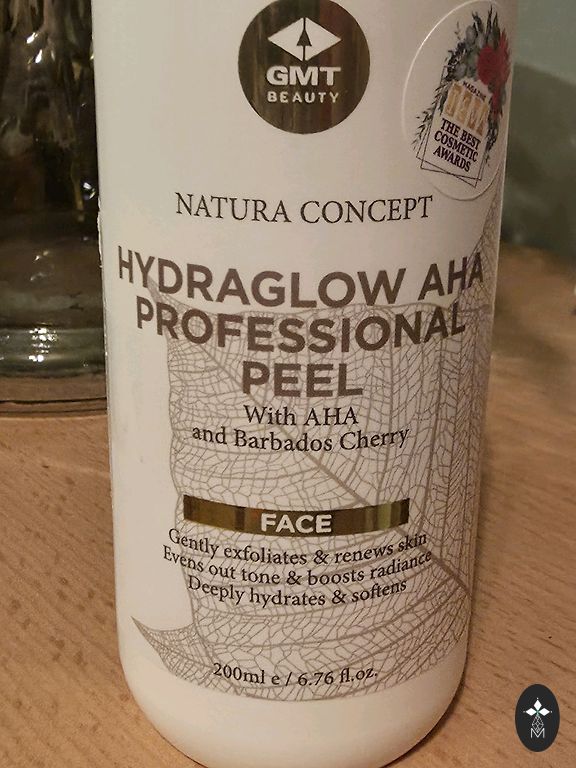 GMT
BEAUTY
MAGAZINE
THE BEST
COSMETIC
AWARDS
NATURA CONCEPT
HYDRAGLOW AHA
PROFESSIONAL
PEEL
With AHA
and Barbados Cherry
FACE
Gently exfoliates & renews skin
Evens out tone & boosts radiance
Deeply hydrates & softens
200ml e / 6.76 fl.oz.
M